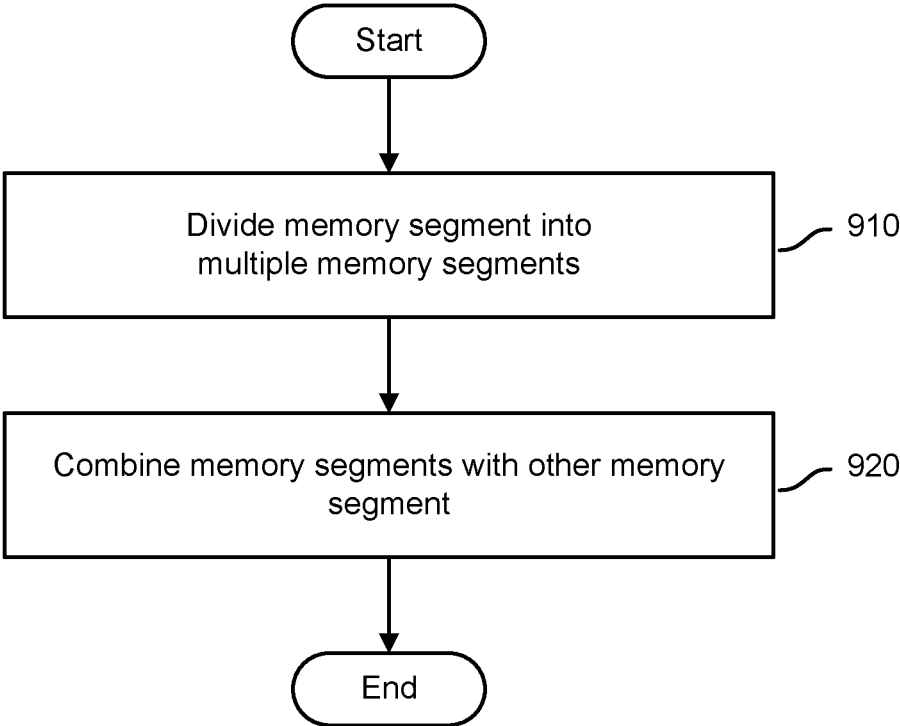 Start
Divide memory segment into
multiple memory segments
910
Combine memory segments with other memory
segment
920
End